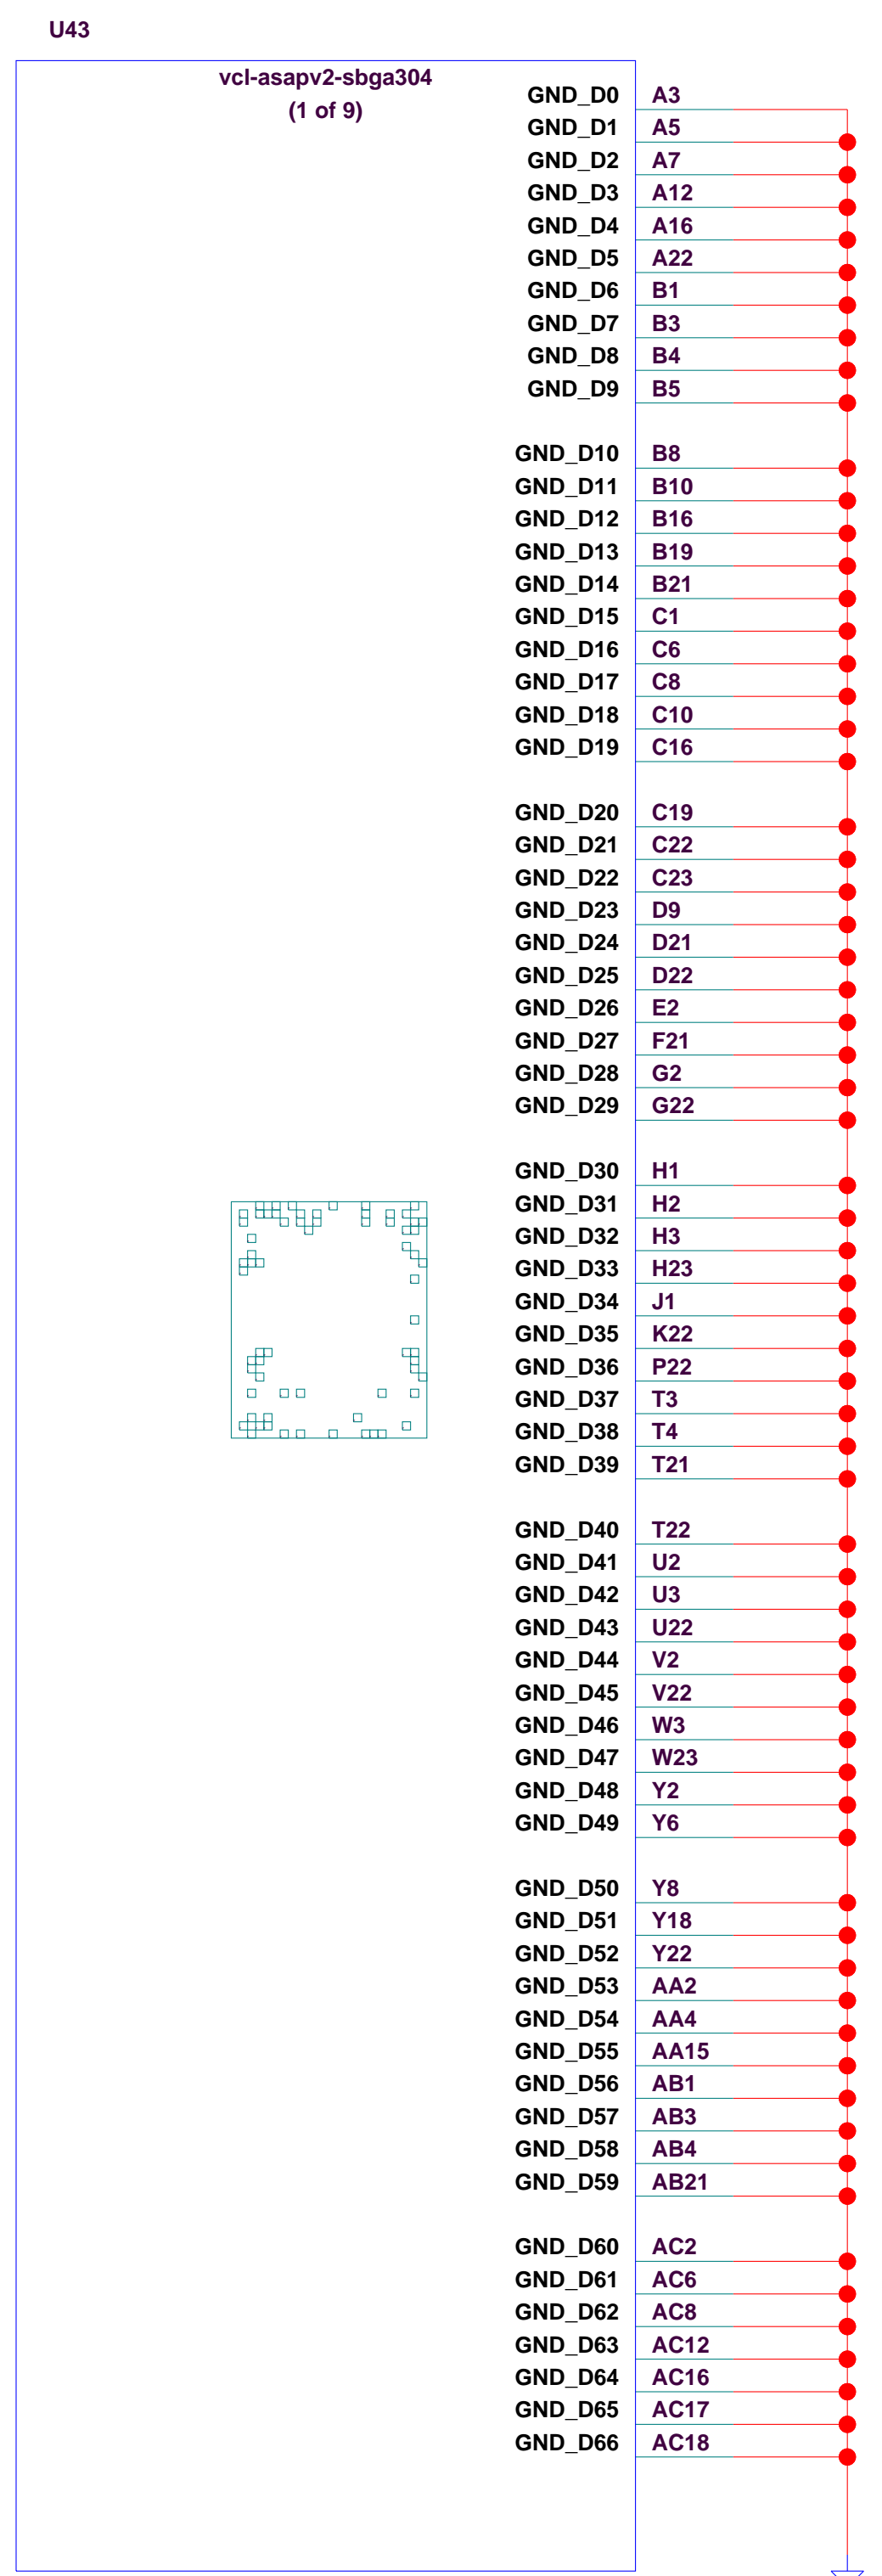 U43
vcl-asapv2-sbga304
(1 of 9)
GND_D0 A3
GND_D1 A5
GND_D2 A7
GND_D3 A12
GND_D4 A16
GND_D5 A22
GND_D6 B1
GND_D7 B3
GND_D8 B4
GND_D9 B5
GND_D10 B8
GND_D11 B10
GND_D12 B16
GND_D13 B19
GND_D14 B21
GND_D15 C1
GND_D16 C6
GND_D17 C8
GND_D18 C10
GND_D19 C16
GND_D20 C19
GND_D21 C22
GND_D22 C23
GND_D23 D9
GND_D24 D21
GND_D25 D22
GND_D26 E2
GND_D27 F21
GND_D28 G2
GND_D29 G22
GND_D30 H1
GND_D31 H2
GND_D32 H3
GND_D33 H23
GND_D34 J1
GND_D35 K22
GND_D36 P22
GND_D37 T3
GND_D38 T4
GND_D39 T21
GND_D40 T22
GND_D41 U2
GND_D42 U3
GND_D43 U22
GND_D44 V2
GND_D45 V22
GND_D46 W3
GND_D47 W23
GND_D48 Y2
GND_D49 Y6
GND_D50 Y8
GND_D51 Y18
GND_D52 Y22
GND_D53 AA2
GND_D54 AA4
GND_D55 AA15
GND_D56 AB1
GND_D57 AB3
GND_D58 AB4
GND_D59 AB21
GND_D60 AC2
GND_D61 AC6
GND_D62 AC8
GND_D63 AC12
GND_D64 AC16
GND_D65 AC17
GND_D66 AC18